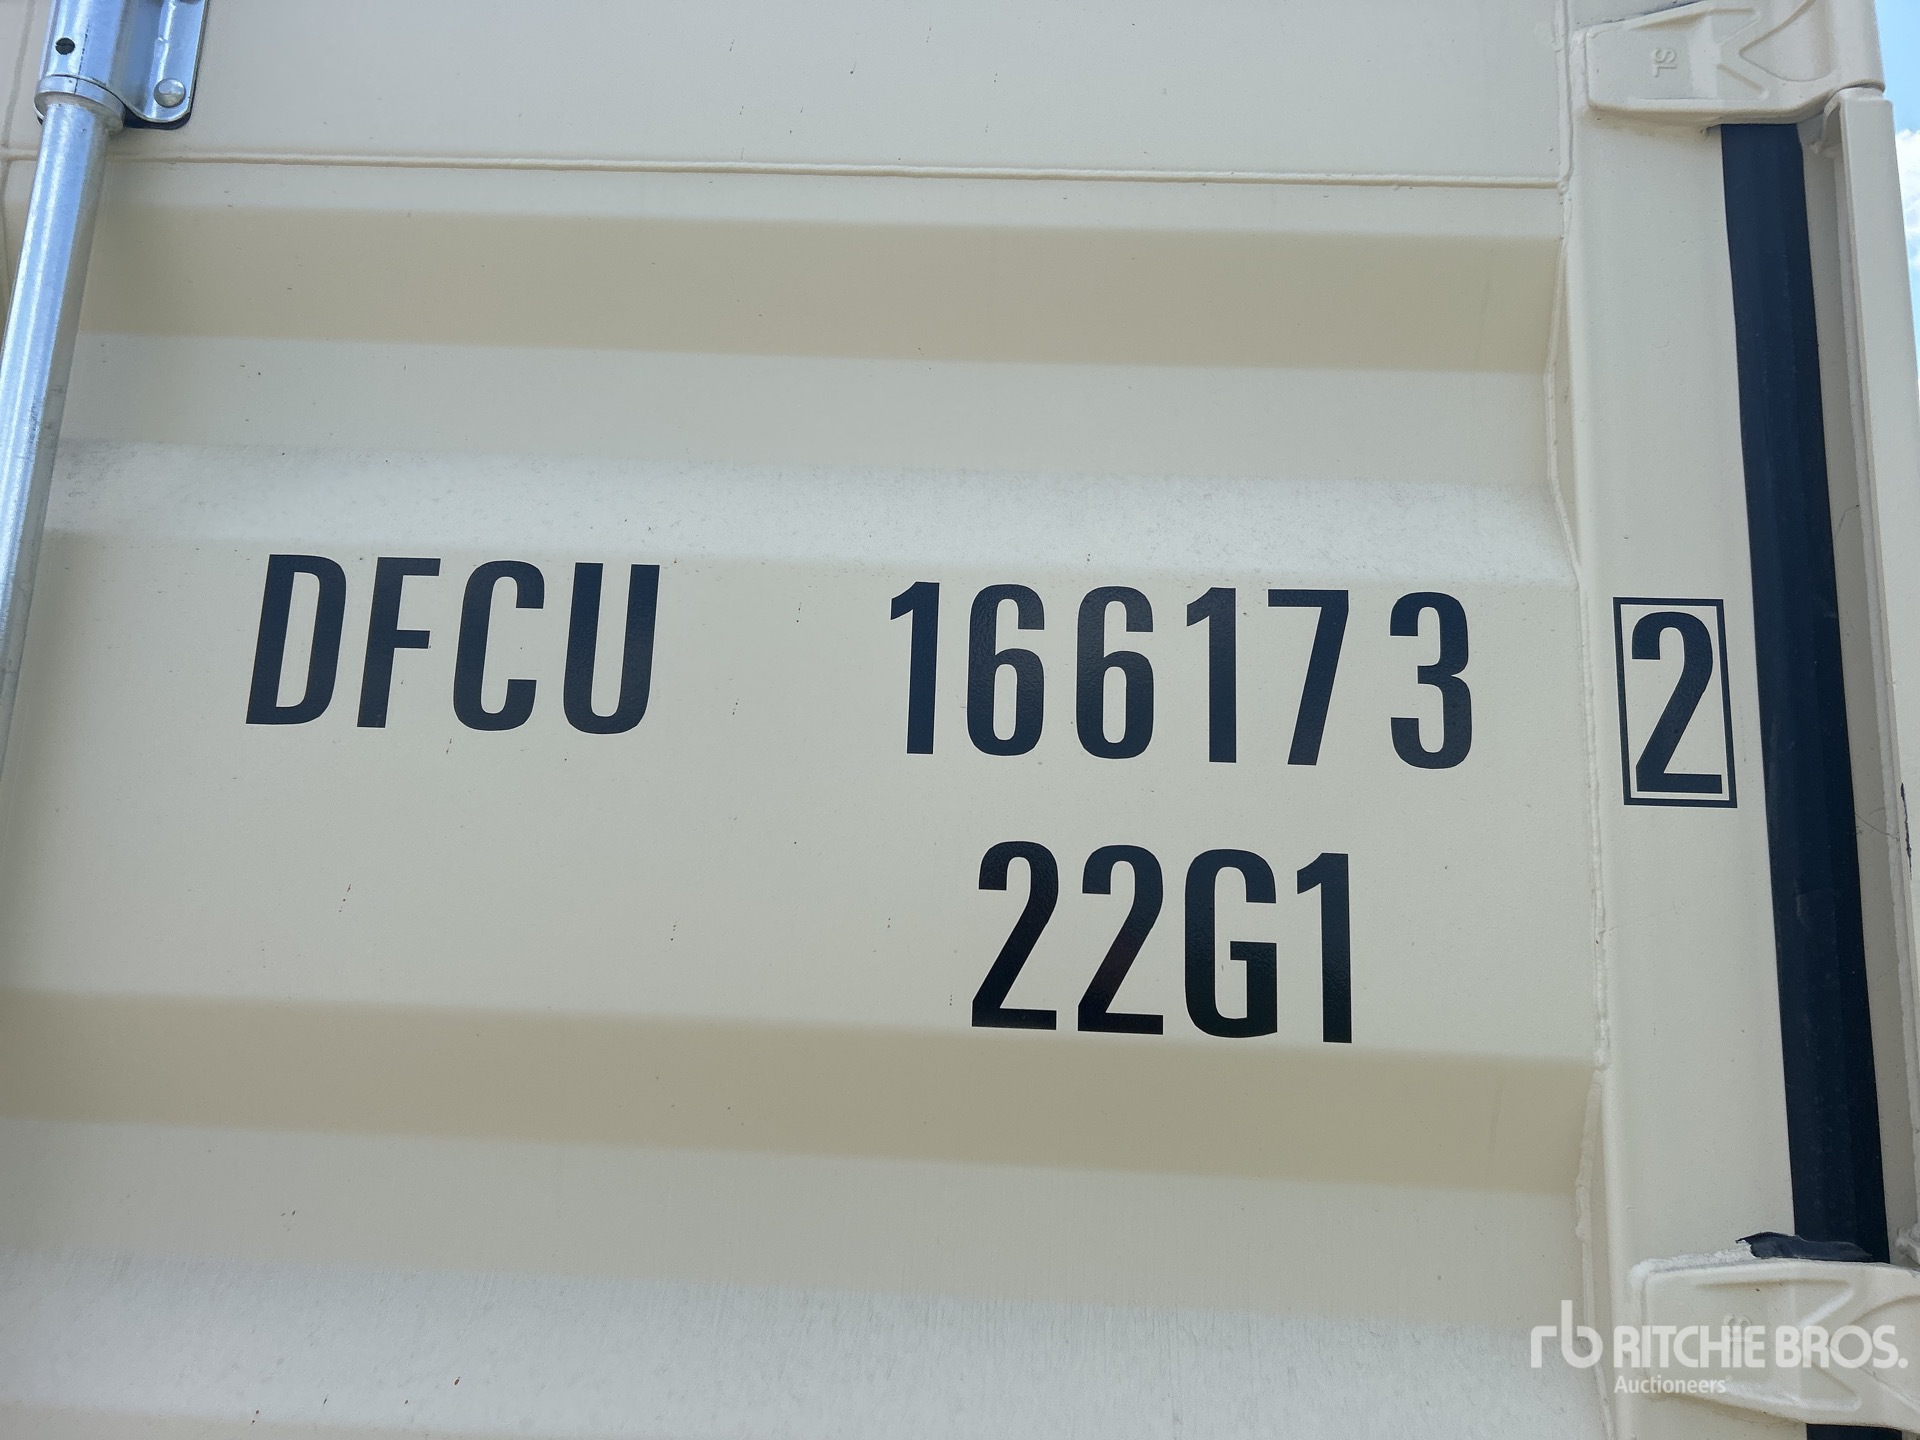 DFCU 166173 2
22G1
rb RITCHIE BROS.
Auctioneers